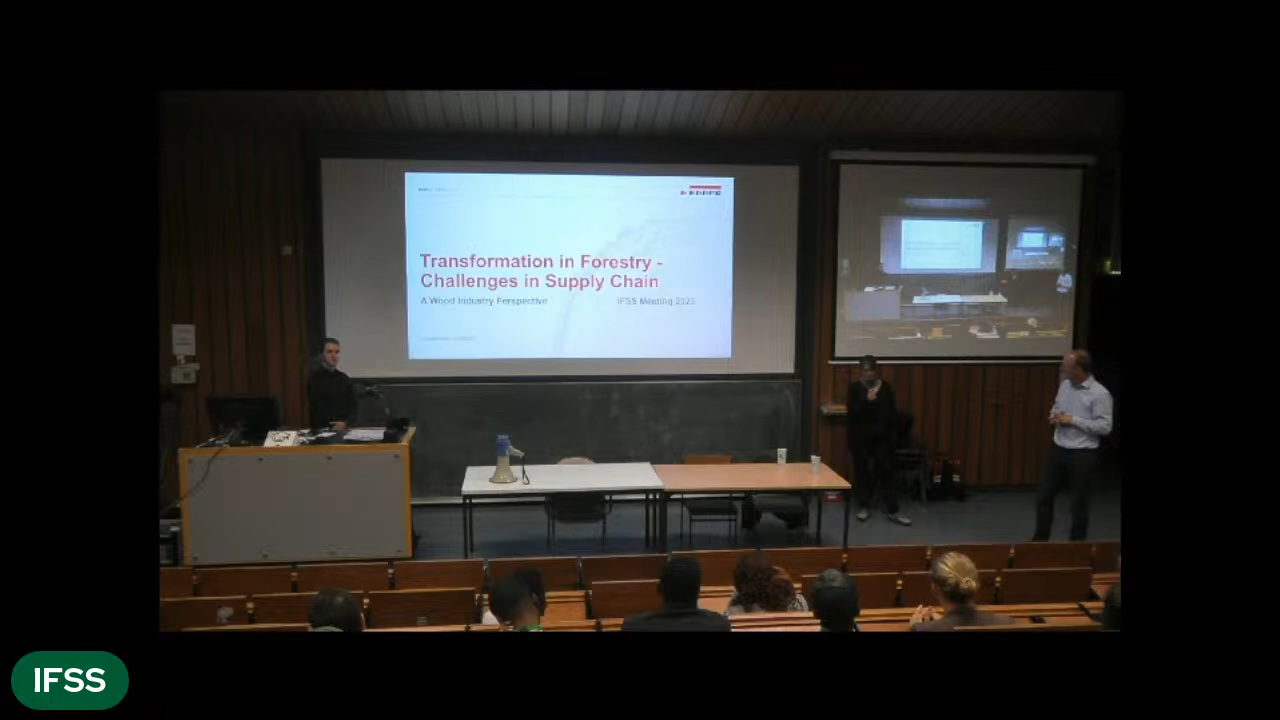 Transformation in Forestry -
Challenges in Supply Chain
A Wood Industry Perspective
IFSS Meeting 2023
IFSS